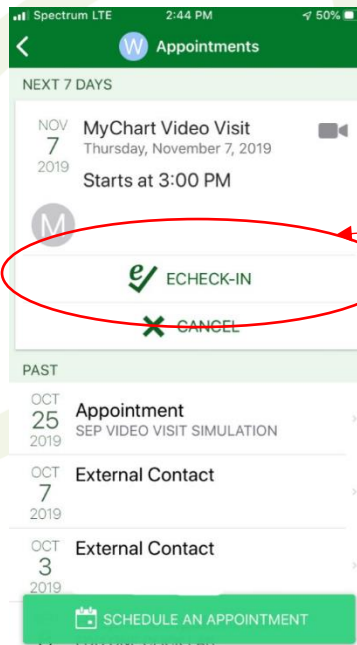 Spectrum LTE 2:44 PM 50%
W Appointments
NEXT 7 DAYS
NOV
7
2019
MyChart Video Visit
Thursday, November 7, 2019
Starts at 3:00 PM
M
ECHECK-IN
CANCEL
PAST
OCT
25
2019
Appointment
SEP VIDEO VISIT SIMULATION
OCT
7
2019
External Contact
OCT
3
2019
External Contact
SCHEDULE AN APPOINTMENT